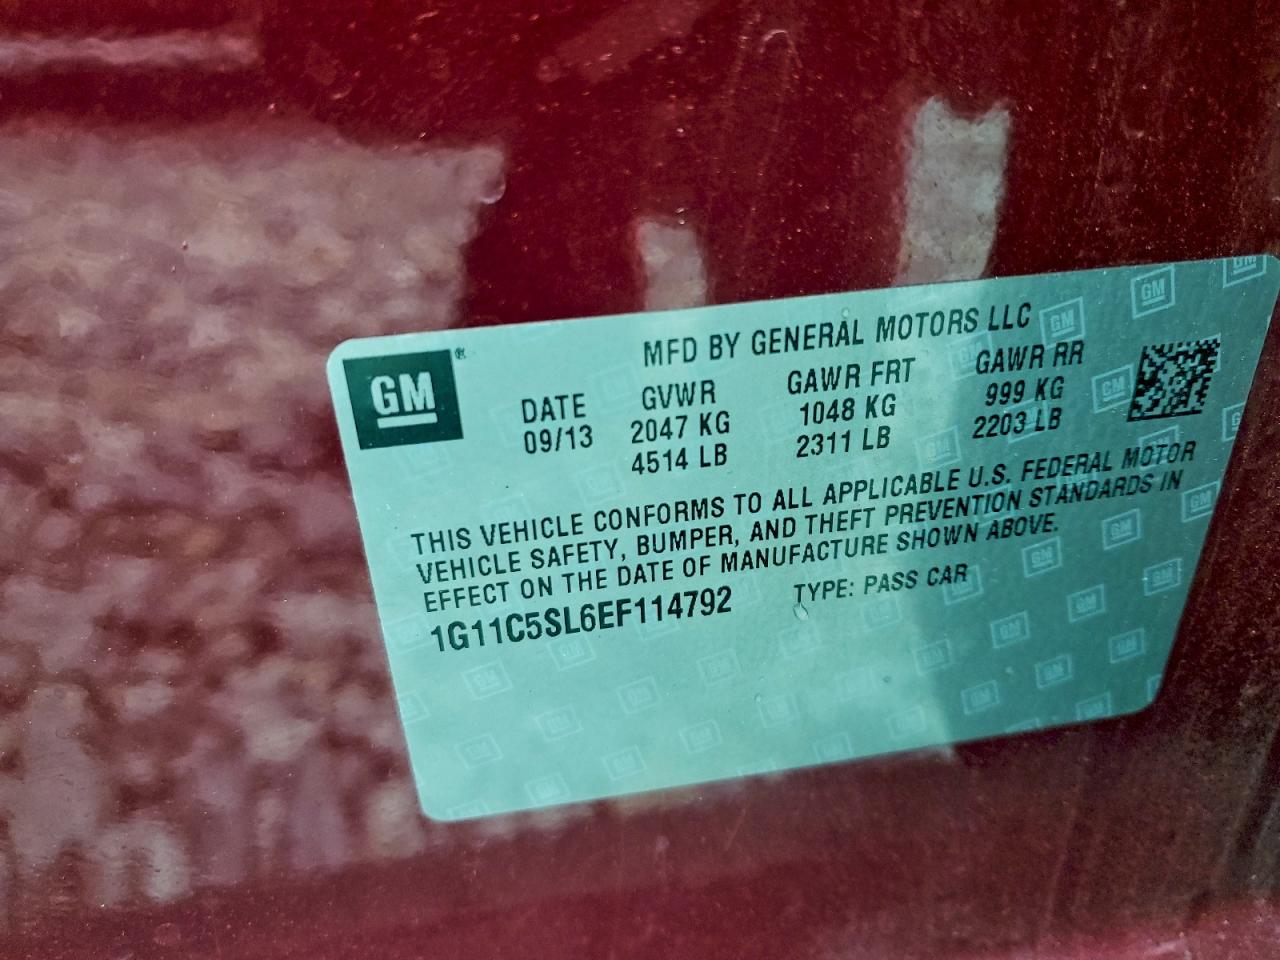 GM®
MFD BY GENERAL MOTORS LLC
DATE GVWR GAWR FRT GAWR RR
09/13 2047 KG 1048 KG 999 KG
4514 LB 2311 LB 2203 LB
THIS VEHICLE CONFORMS TO ALL APPLICABLE U.S. FEDERAL MOTOR
VEHICLE SAFETY, BUMPER, AND THEFT PREVENTION STANDARDS IN
EFFECT ON THE DATE OF MANUFACTURE SHOWN ABOVE.
1G11C5SL6EF114792 TYPE: PASS CAR